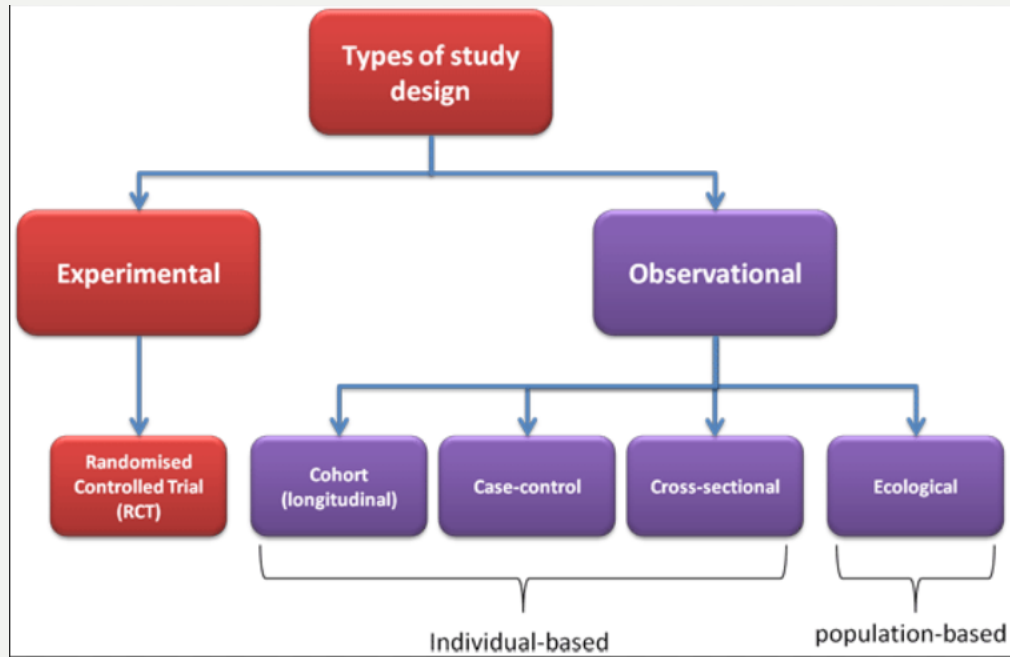 Types of study
design
Experimental
Observational
Randomised
Controlled Trial
(RCT)
Cohort
(longitudinal)
Case-control
Cross-sectional
Ecological
Individual-based
population-based